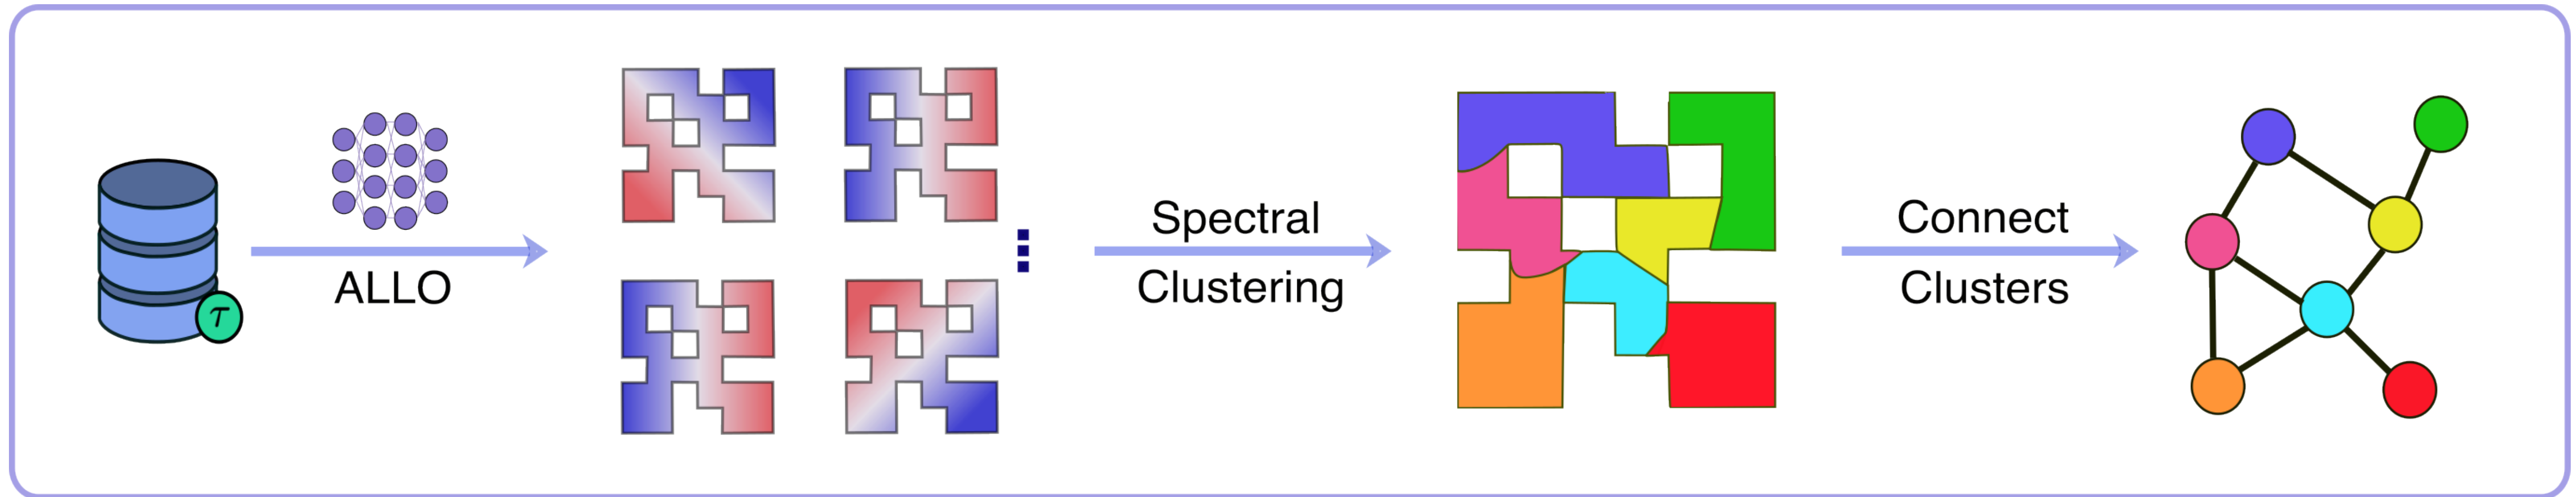 τ
ALLO
Spectral
Clustering
Connect
Clusters